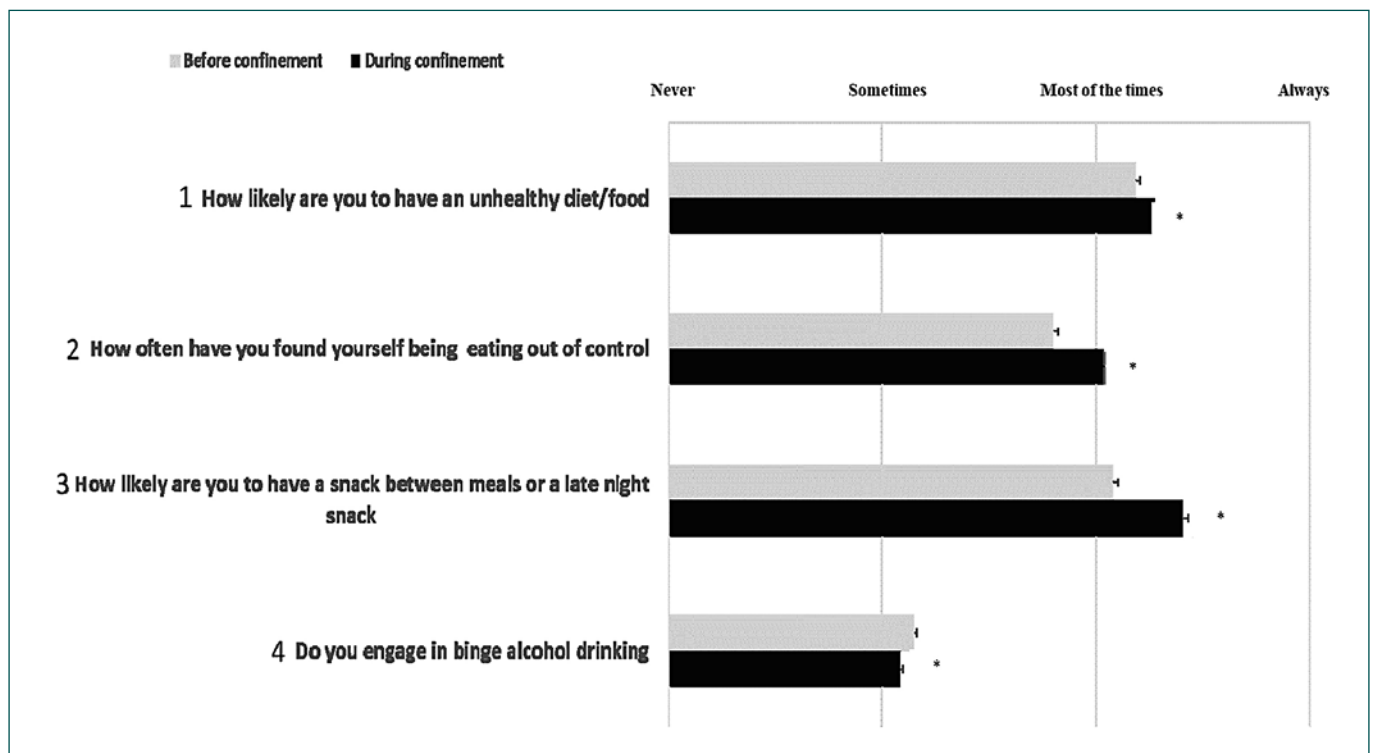 Before confinement During confinement
Never Sometimes Most of the times Always
1 How likely are you to have an unhealthy diet/food
*
2 How often have you found yourself being eating out of control
*
3 How likely are you to have a snack between meals or a late night
snack
*
4 Do you engage in binge alcohol drinking
*